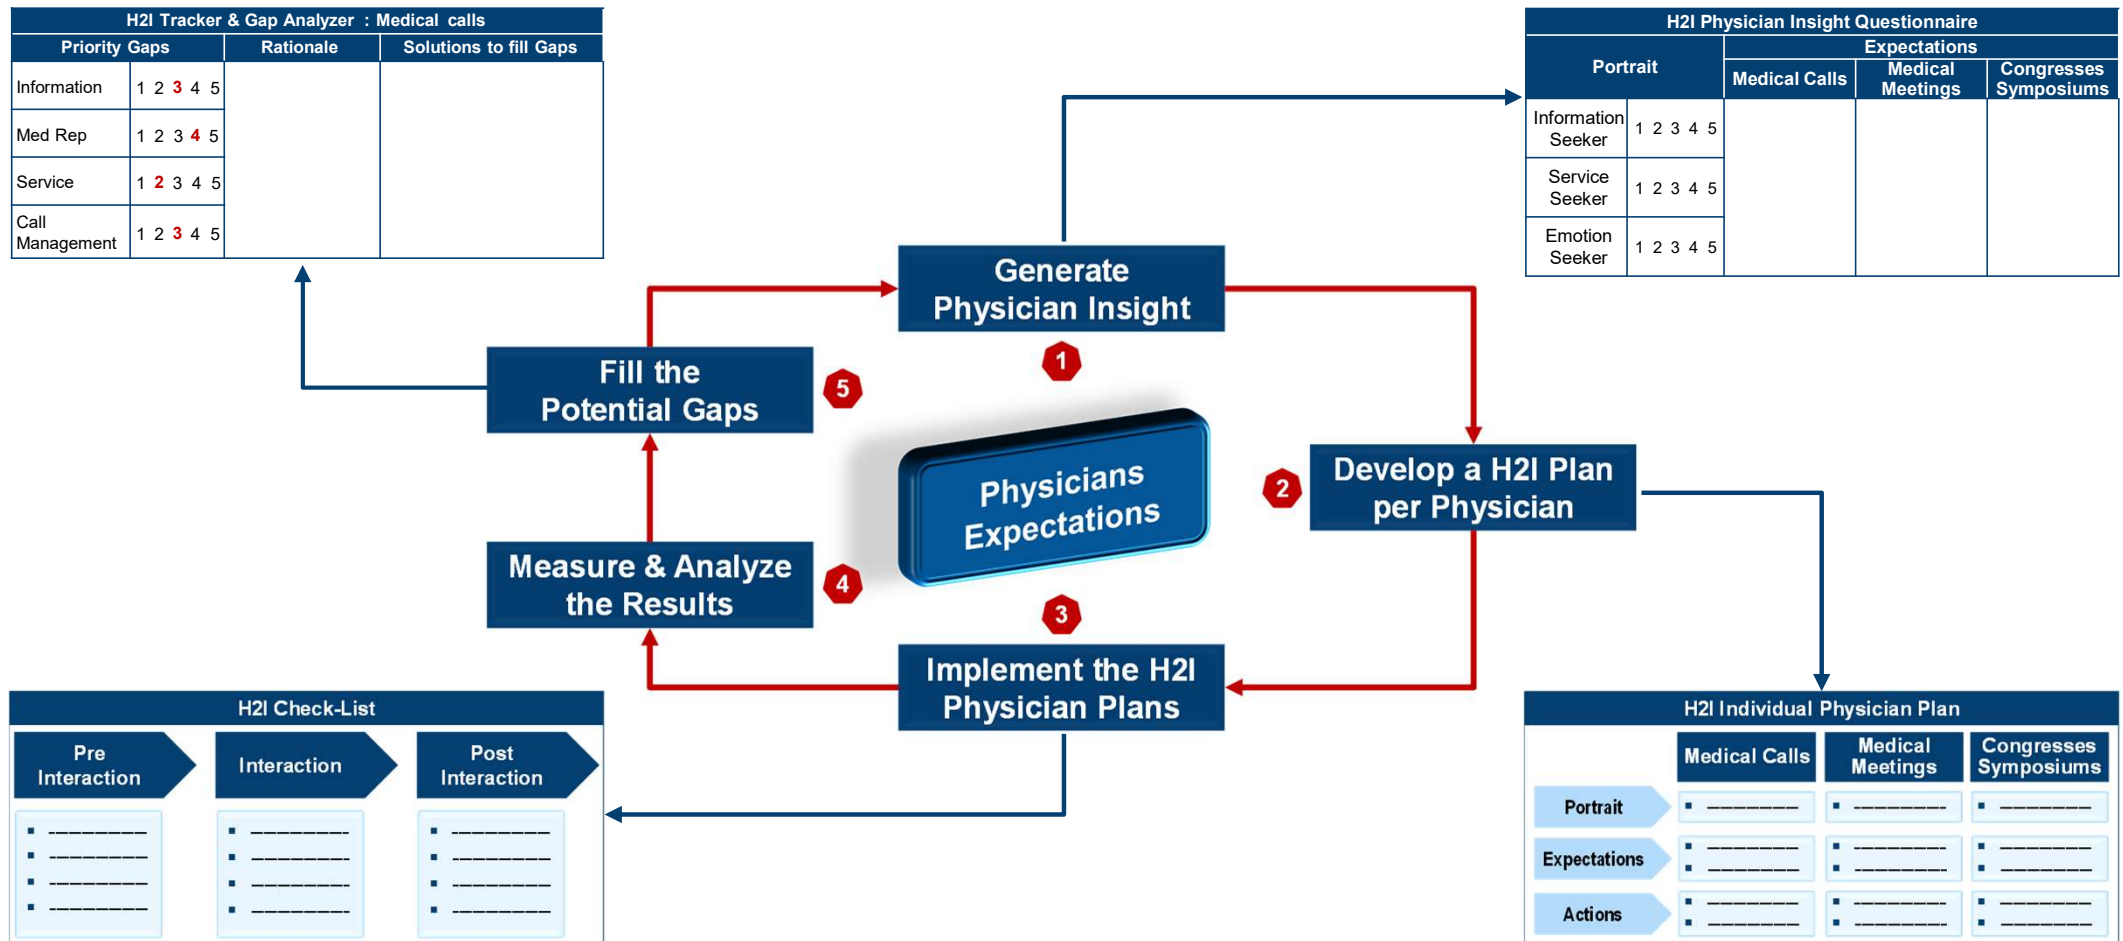 H2I Tracker & Gap Analyzer : Medical calls
Priority Gaps Rationale Solutions to fill Gaps
Information 1 2 3 4 5
Med Rep 1 2 3 4 5
Service 1 2 3 4 5
Call
Management 1 2 3 4 5
H2I Physician Insight Questionnaire
Portrait Expectations
Medical Calls Medical
Meetings Congresses
Symposiums
Information
Seeker 1 2 3 4 5
Service
Seeker 1 2 3 4 5
Emotion
Seeker 1 2 3 4 5
Generate
Physician Insight
1
Fill the
Potential Gaps
5
Physicians
Expectations
2
Develop a H2I Plan
per Physician
Measure & Analyze
the Results
4
3
Implement the H2I
Physician Plans
H2I Check-List
Pre
Interaction
Interaction
Post
Interaction
H2I Individual Physician Plan
Medical Calls
Medical
Meetings
Congresses
Symposiums
Portrait
Expectations
Actions